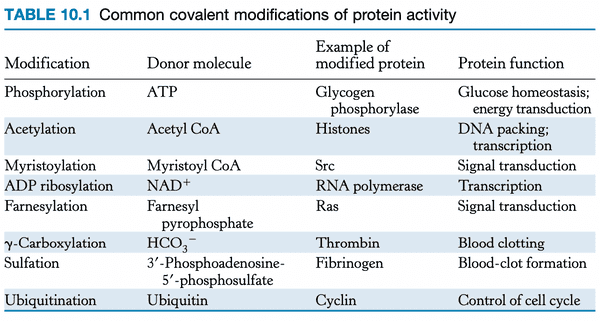 TABLE 10.1 Common covalent modifications of protein activity
Modification Donor molecule Example of modified protein Protein function
Phosphorylation ATP Glycogen phosphorylase Glucose homeostasis; energy transduction
Acetylation Acetyl CoA Histones DNA packing; transcription
Myristoylation Myristoyl CoA Src Signal transduction
ADP ribosylation NAD⁺ RNA polymerase Transcription
Farnesylation Farnesyl pyrophosphate Ras Signal transduction
γ-Carboxylation HCO₃⁻ Thrombin Blood clotting
Sulfation 3′-Phosphoadenosine-5′-phosphosulfate Fibrinogen Blood-clot formation
Ubiquitination Ubiquitin Cyclin Control of cell cycle